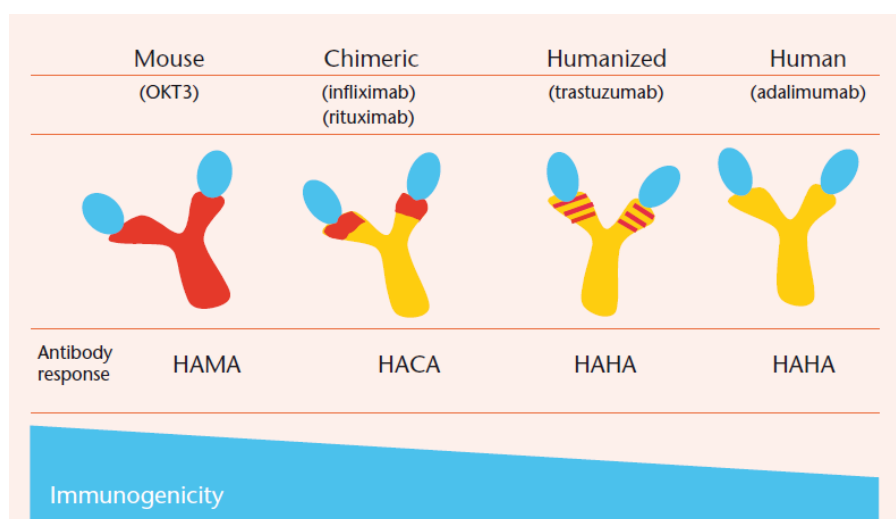 Mouse Chimeric Humanized Human
(OKT3) (infliximab) (trastuzumab) (adalimumab)
(rituximab)
Antibody
response HAMA HACA HAHA HAHA
Immunogenicity